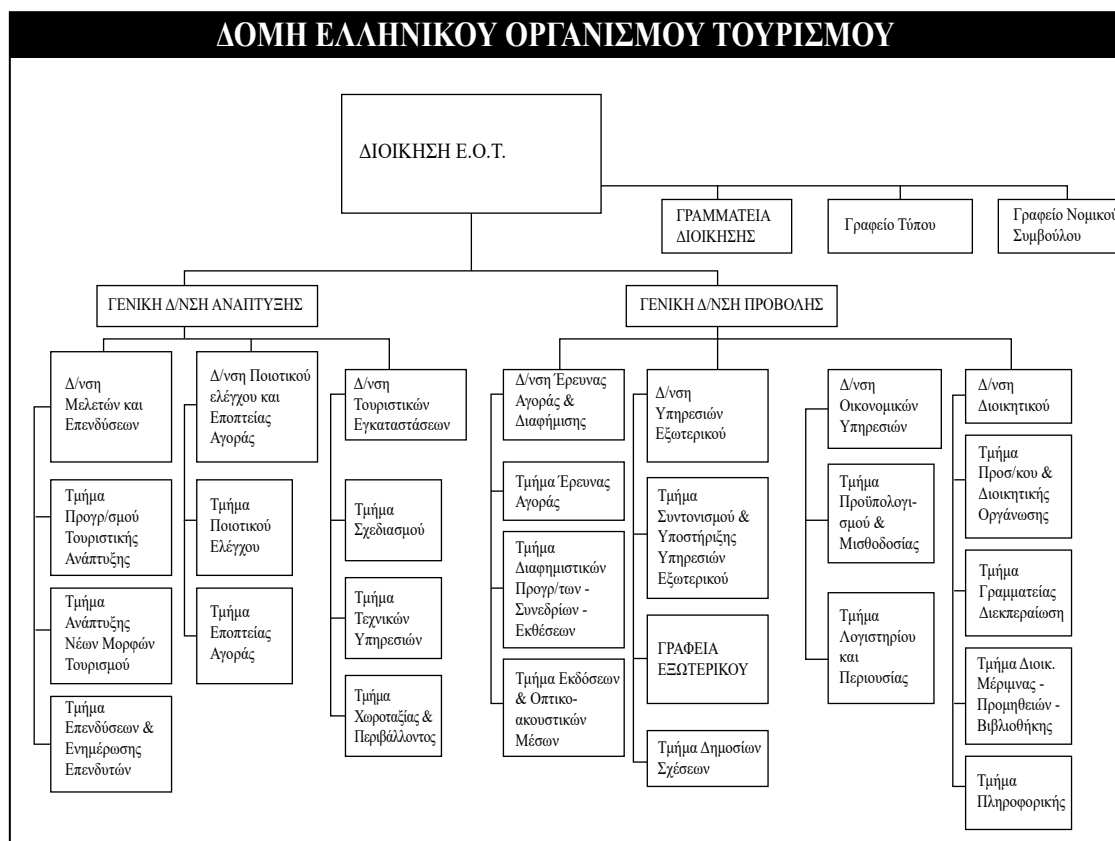 ΔΟΜΗ ΕΛΛΗΝΙΚΟΥ ΟΡΓΑΝΙΣΜΟΥ ΤΟΥΡΙΣΜΟΥ
ΔΙΟΙΚΗΣΗ Ε.Ο.Τ.
ΓΡΑΜΜΑΤΕΙΑ
ΔΙΟΙΚΗΣΗΣ
Γραφείο Τύπου
Γραφείο Νομικού
Συμβούλου
ΓΕΝΙΚΗ Δ/ΝΣΗ ΑΝΑΠΤΥΞΗΣ
ΓΕΝΙΚΗ Δ/ΝΣΗ ΠΡΟΒΟΛΗΣ
Δ/νση
Μελετών και
Επενδύσεων
Τμήμα
Προγρ/σμού
Τουριστικής
Ανάπτυξης
Τμήμα
Ανάπτυξης
Νέων Μορφών
Τουρισμού
Τμήμα
Επενδύσεων &
Ενημέρωσης
Επενδυτών
Δ/νση Ποιοτικού
ελέγχου και
Εποπτείας
Αγοράς
Τμήμα
Ποιοτικού
Ελέγχου
Τμήμα
Εποπτείας
Αγοράς
Δ/νση
Τουριστικών
Εγκαταστάσεων
Τμήμα
Σχεδιασμού
Τμήμα
Τεχνικών
Υπηρεσιών
Τμήμα
Χωροταξίας &
Περιβάλλοντος
Δ/νση Έρευνας
Αγοράς &
Διαφήμισης
Τμήμα Έρευνας
Αγοράς
Τμήμα
Διαφημιστικών
Προγρ/των -
Συνεδρίων -
Εκθέσεων
Τμήμα Εκδόσεων
& Οπτικο-
ακουστικών
Μέσων
Δ/νση
Υπηρεσιών
Εξωτερικού
Τμήμα
Συντονισμού &
Υποστήριξης
Υπηρεσιών
Εξωτερικού
ΓΡΑΦΕΙΑ
ΕΞΩΤΕΡΙΚΟΥ
Τμήμα Δημοσίων
Σχέσεων
Δ/νση
Οικονομικών
Υπηρεσιών
Τμήμα
Προϋπολογι-
σμού &
Μισθοδοσίας
Τμήμα
Λογιστηρίου
και
Περιουσίας
Δ/νση
Διοικητικού
Τμήμα
Προσ/κου &
Διοικητικής
Οργάνωσης
Τμήμα
Γραμματείας
Διεκπεραίωση
Τμήμα Διοικ.
Μέριμνας -
Προμηθειών -
Βιβλιοθήκης
Τμήμα
Πληροφορικής